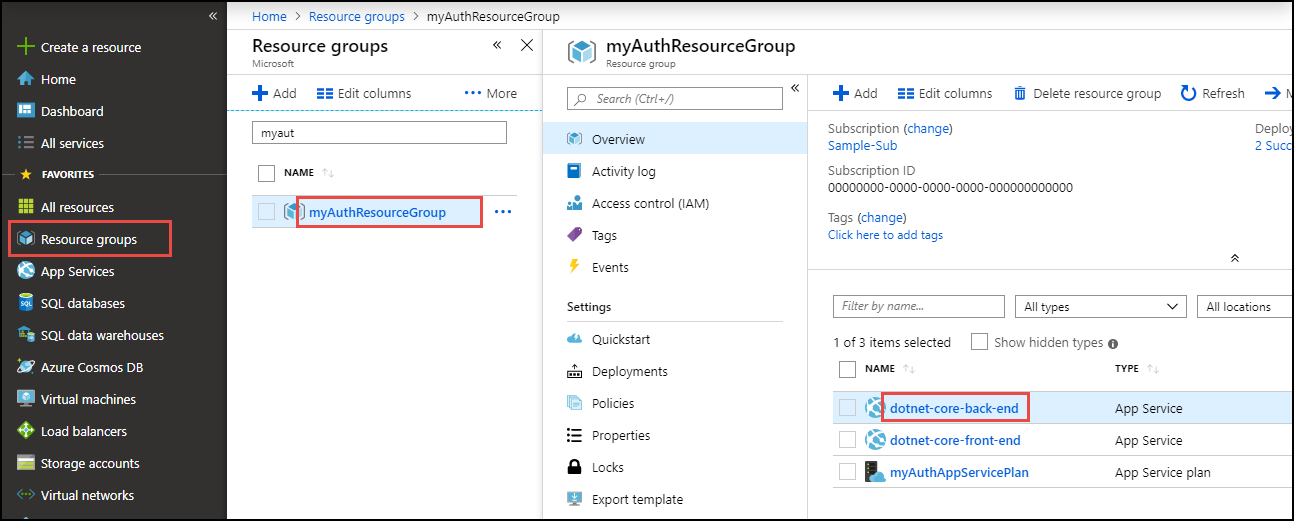 Create a resource
Home
Dashboard
All services
FAVORITES
All resources
Resource groups
App Services
SQL databases
SQL data warehouses
Azure Cosmos DB
Virtual machines
Load balancers
Storage accounts
Virtual networks
Home > Resource groups > myAuthResourceGroup
Resource groups
Microsoft
Add Edit columns More
myaut
NAME
myAuthResourceGroup
myAuthResourceGroup
Resource group
Search (Ctrl+/)
Overview
Activity log
Access control (IAM)
Tags
Events
Settings
Quickstart
Deployments
Policies
Properties
Locks
Export template
Add Edit columns Delete resource group Refresh M
Subscription (change)
Sample-Sub
Subscription ID
00000000-0000-0000-0000-000000000000
Tags (change)
Click here to add tags
Deploy
2 Succ
Filter by name... All types All locations
1 of 3 items selected Show hidden types
NAME TYPE
dotnet-core-back-end App Service
dotnet-core-front-end App Service
myAuthAppServicePlan App Service plan